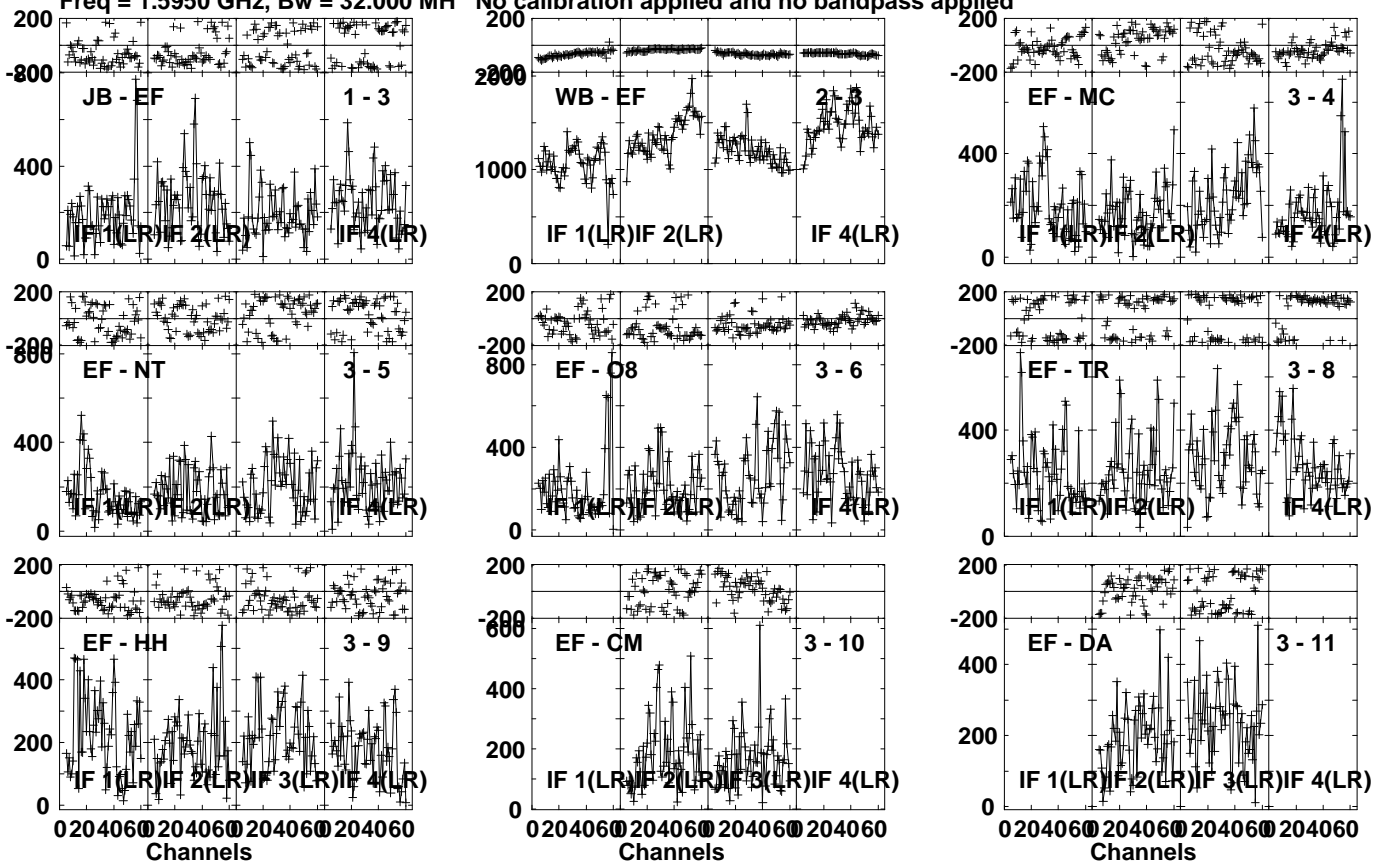 Freq = 1.5950 GHz, Bw = 32.000 MH No calibration applied and no bandpass applied
200
-200
800
JB - EF
1 - 3
400
0
IF 1(LR) IF 2(LR) IF 4(LR)
200
-200
2000
WB - EF
2 - 3
1000
0
IF 1(LR) IF 2(LR) IF 4(LR)
200
-200
EF - MC
3 - 4
400
0
IF 1(LR) IF 2(LR) IF 4(LR)
200
-200
800
EF - NT
3 - 5
400
0
IF 1(LR) IF 2(LR) IF 4(LR)
200
-200
800
EF - O8
3 - 6
400
0
IF 1(LR) IF 2(LR) IF 4(LR)
200
-200
EF - TR
3 - 8
400
0
IF 1(LR) IF 2(LR) IF 4(LR)
200
-200
EF - HH
3 - 9
400
200
0
IF 1(LR) IF 2(LR) IF 3(LR) IF 4(LR)
0 20 40 60 0 20 40 60 0 20 40 60 0 20 40 60
Channels
200
-200
600
EF - CM
3 - 10
400
200
0
IF 1(LR) IF 2(LR) IF 3(LR) IF 4(LR)
0 20 40 60 0 20 40 60 0 20 40 60 0 20 40 60
Channels
200
-200
EF - DA
3 - 11
400
200
0
IF 1(LR) IF 2(LR) IF 3(LR) IF 4(LR)
0 20 40 60 0 20 40 60 0 20 40 60 0 20 40 60
Channels